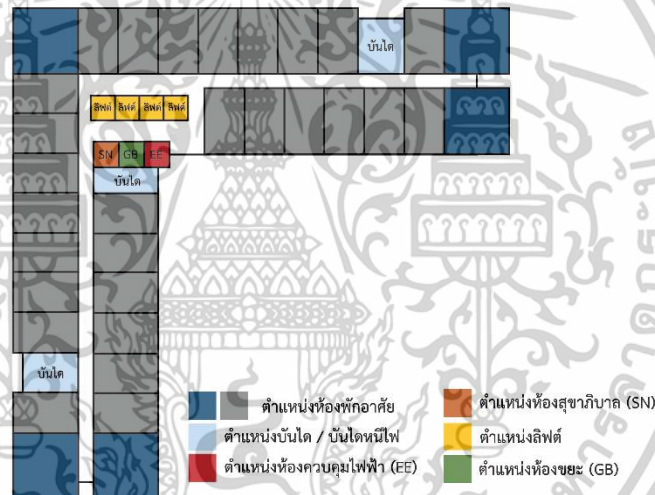 บันได
ลิฟต์ ลิฟต์ ลิฟต์ ลิฟต์
SN GB EE
บันได
บันได
ตำแหน่งห้องพักอาศัย
ตำแหน่งบันได / บันไดหนีไฟ
ตำแหน่งห้องควบคุมไฟฟ้า (EE)
ตำแหน่งห้องสุขาภิบาล (SN)
ตำแหน่งลิฟต์
ตำแหน่งห้องขยะ (GB)